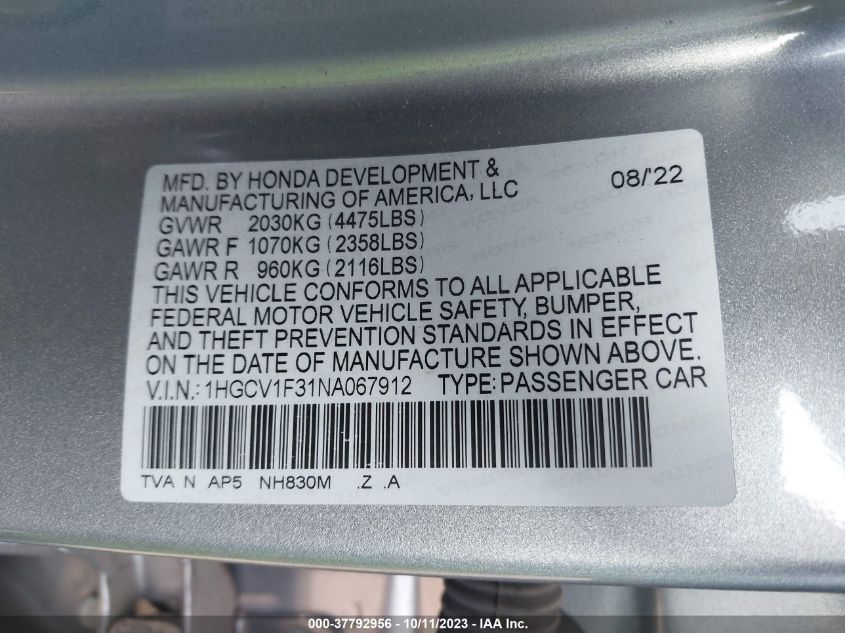 MFD. BY HONDA DEVELOPMENT & 08/'22
MANUFACTURING OF AMERICA, LLC
GVWR 2030KG (4475LBS)
GAWR F 1070KG (2358LBS)
GAWR R 960KG (2116LBS)
THIS VEHICLE CONFORMS TO ALL APPLICABLE
FEDERAL MOTOR VEHICLE SAFETY, BUMPER,
AND THEFT PREVENTION STANDARDS IN EFFECT
ON THE DATE OF MANUFACTURE SHOWN ABOVE.
V.I.N.: 1HGCV1F31NA067912 TYPE: PASSENGER CAR
TVA N AP5 NH830M .Z .A
000-37792956 - 10/11/2023 - IAA Inc.